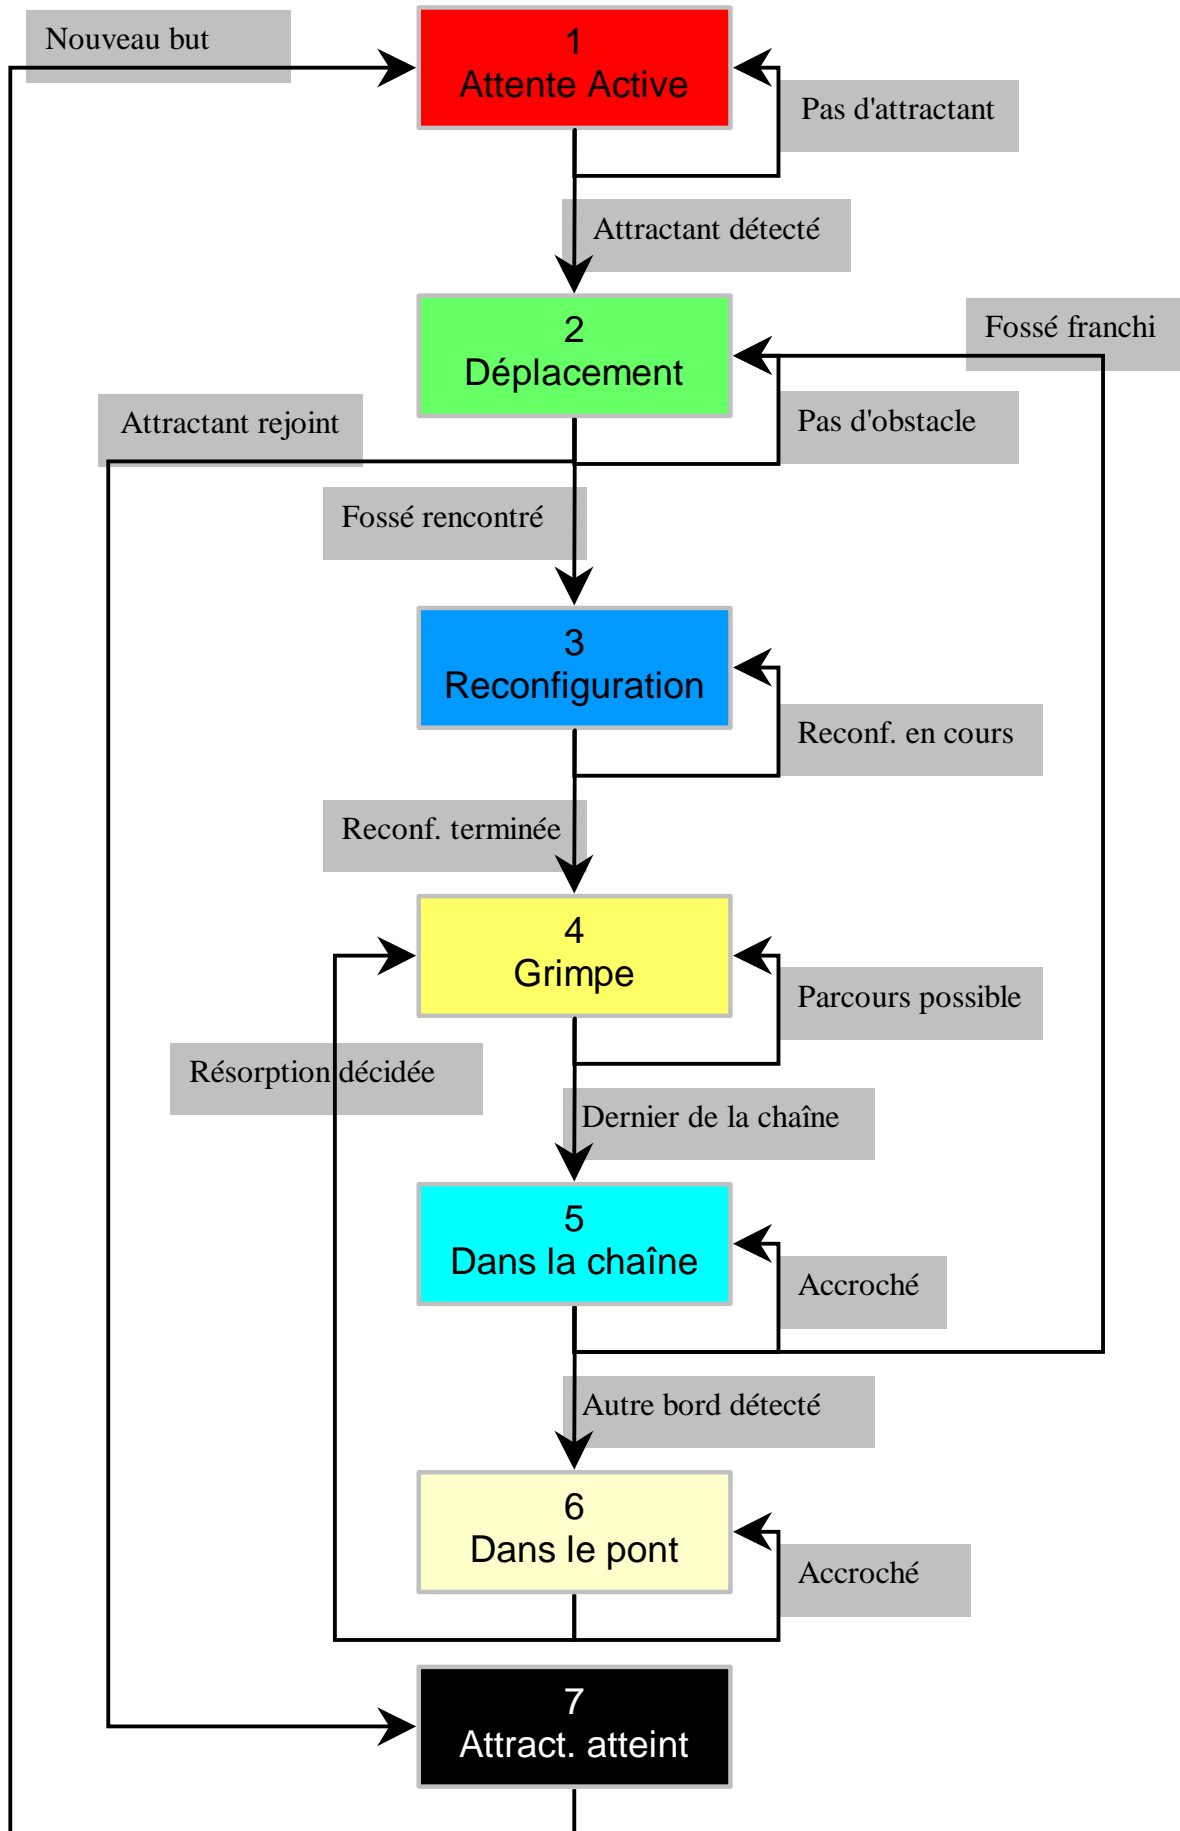 Nouveau but
1
Attente Active
Pas d'attractant
Attractant détecté
2
Déplacement
Fossé franchi
Attractant rejoint
Pas d'obstacle
Fossé rencontré
3
Reconfiguration
Reconf. en cours
Reconf. terminée
4
Grimpe
Parcours possible
Résorption décidée
Dernier de la chaîne
5
Dans la chaîne
Accroché
Autre bord détecté
6
Dans le pont
Accroché
7
Attract. atteint